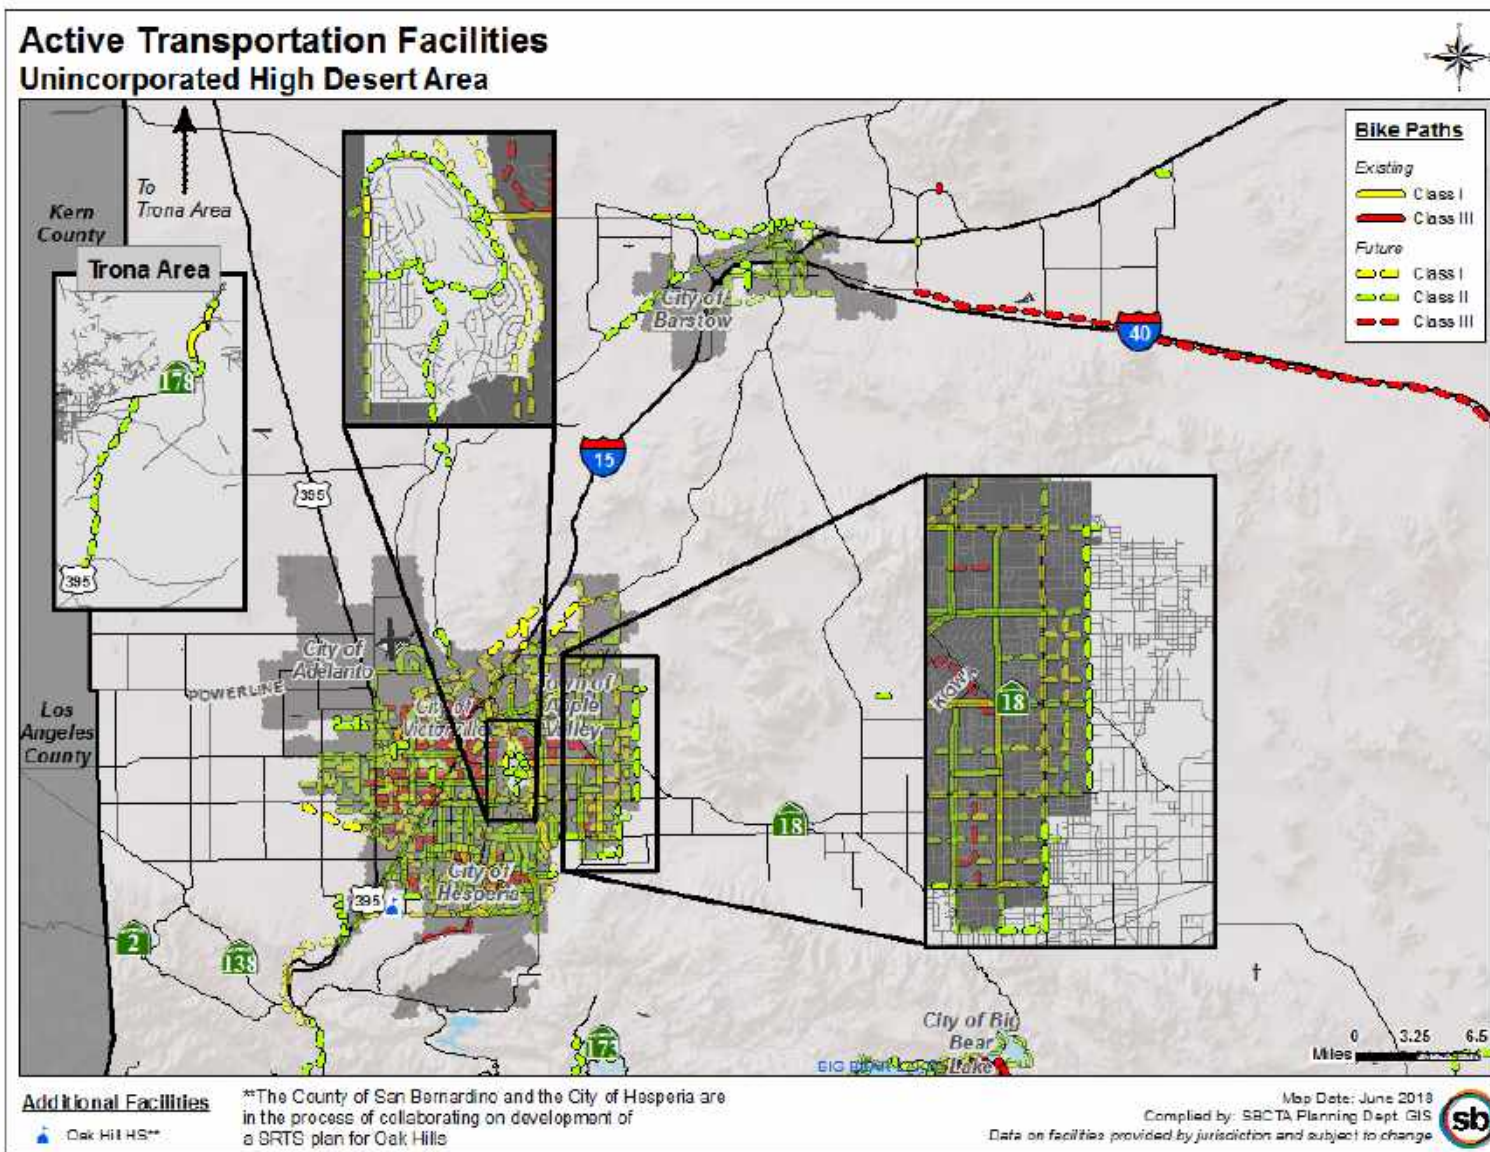 Active Transportation Facilities
Unincorporated High Desert Area
Bike Paths
Existing
Class I
Class III
Future
Class I
Class II
Class III
To
Trona Area
Kern
County
Trona Area
178
395
395
15
40
City of
Barstow
City of
Adelanto
POWERLINE
City of
Victorville
Town of
Apple
Valley
Los
Angeles
County
18
18
KIOWA
City of
Hesperia
395
2
138
173
City of Big
Bear
Lake
0 3.25 6.5
Miles
Additional Facilities
Oak Hill HS**
**The County of San Bernardino and the City of Hesperia are
in the process of collaborating on development of
a SRTS plan for Oak Hills
Map Date: June 2018
Complied by: SBCTA Planning Dept. GIS
Data on facilities provided by jurisdiction and subject to change
sb